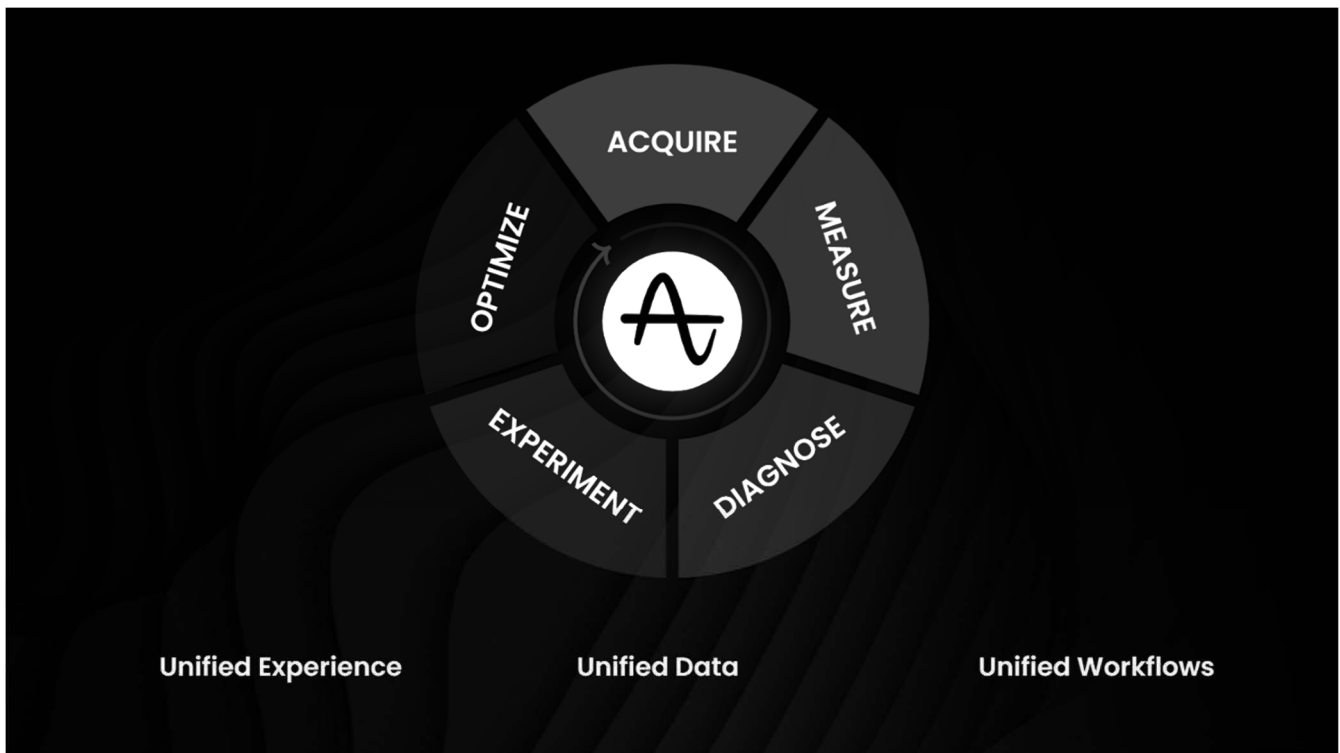 ACQUIRE
MEASURE
DIAGNOSE
EXPERIMENT
OPTIMIZE
Unified Experience
Unified Data
Unified Workflows